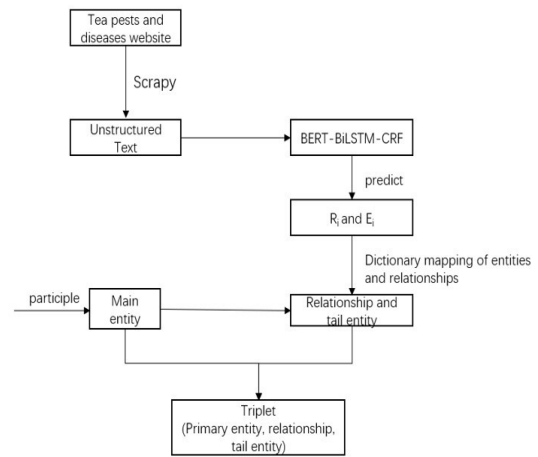 Tea pests and
diseases website
Scrapy
Unstructured
Text
BERT-BiLSTM-CRF
predict
Rᵢ and Eᵢ
Dictionary mapping of entities
and relationships
participle
Main
entity
Relationship and
tail entity
Triplet
(Primary entity, relationship,
tail entity)